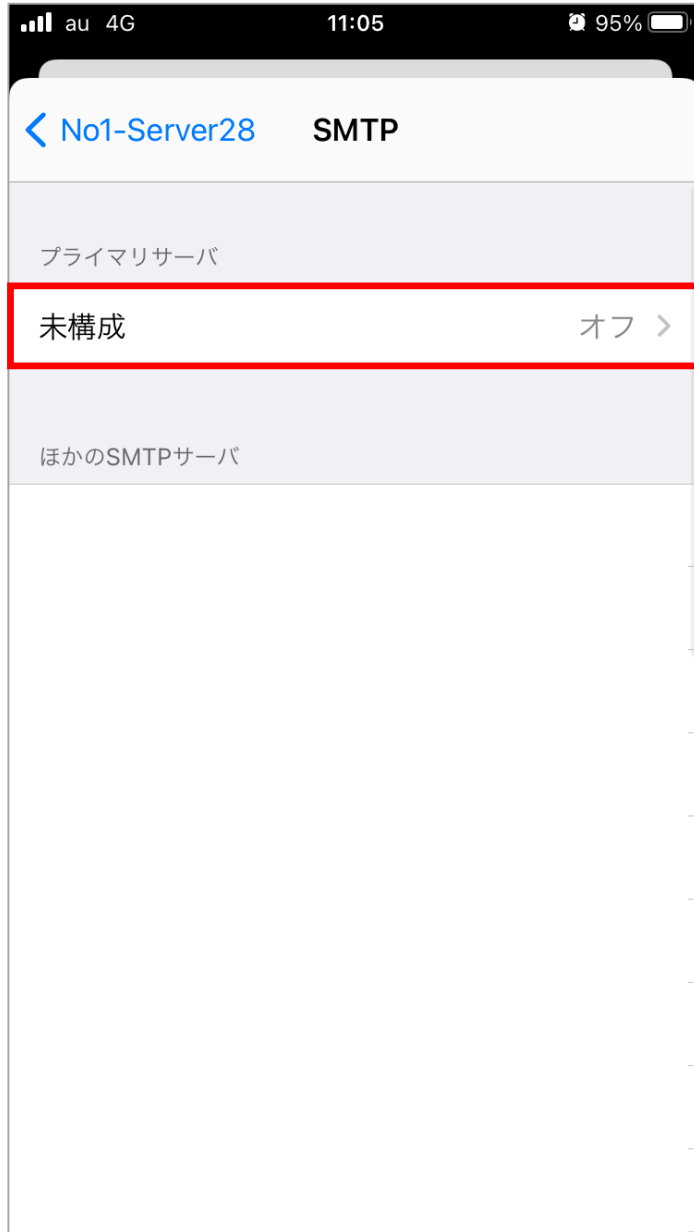 au 4G 11:05 95%
No1-Server28 SMTP
プライマリサーバ
未構成 オフ
ほかのSMTPサーバ